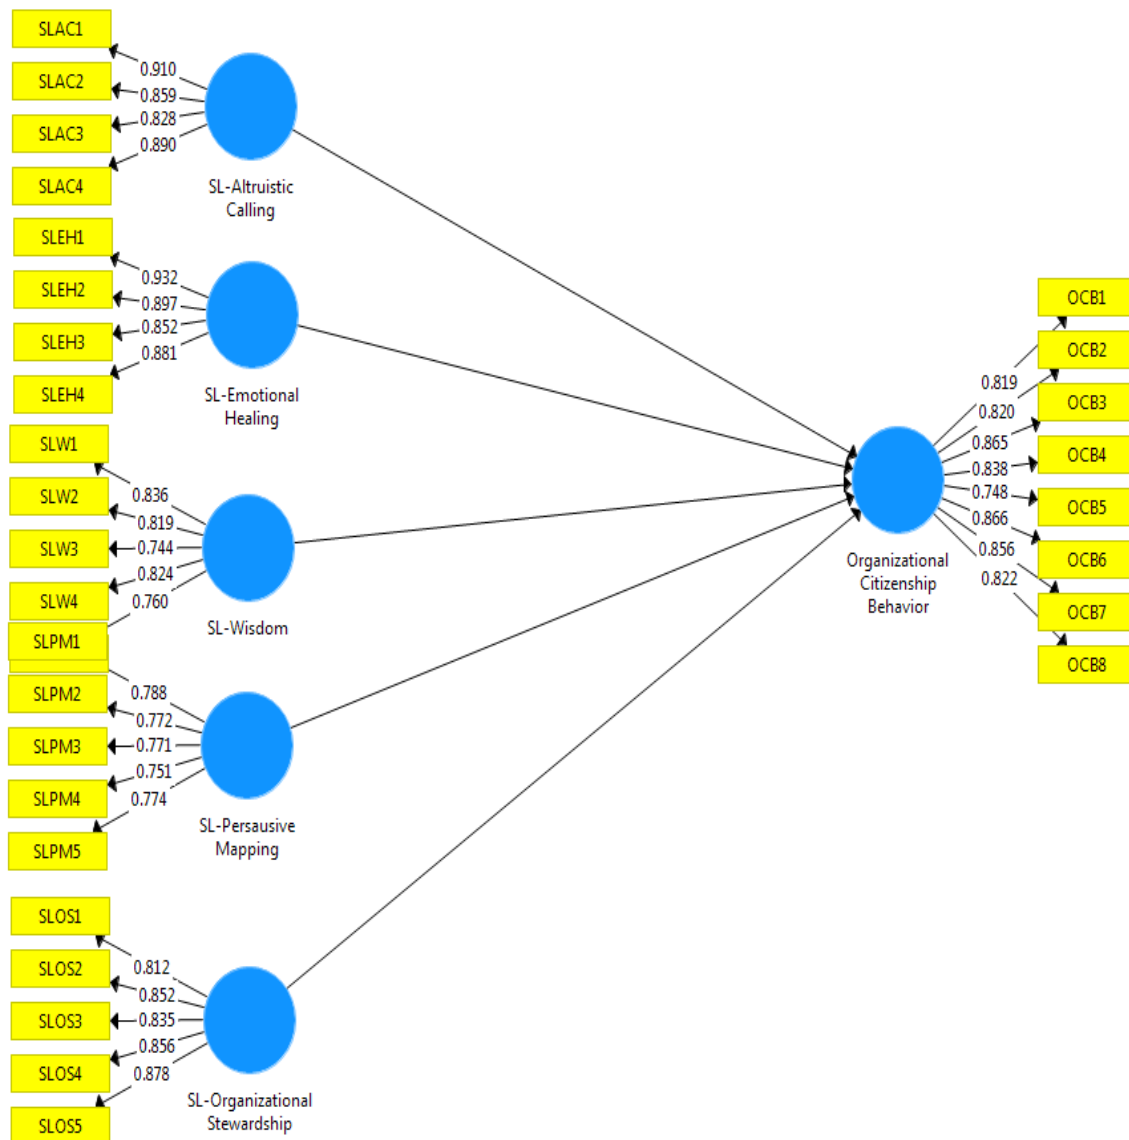 SLAC1
0.910
SLAC2
0.859
SLAC3
0.828
0.890
SLAC4
SL-Altruistic
Calling
SLEH1
0.932
SLEH2
0.897
SLEH3
0.852
0.881
SLEH4
SL-Emotional
Healing
SLW1
0.836
SLW2
0.819
SLW3
0.744
0.824
SLW4
0.760
SL-Wisdom
SLPM1
0.788
SLPM2
0.772
SLPM3
0.771
0.751
SLPM4
0.774
SL-Persausive
Mapping
SLPM5
SLOS1
0.812
SLOS2
0.852
SLOS3
0.835
0.856
SLOS4
0.878
SL-Organizational
Stewardship
SLOS5
OCB1
OCB2
0.819
OCB3
0.820
0.865
OCB4
0.838
0.748
OCB5
0.866
0.856
OCB6
0.822
OCB7
OCB8
Organizational
Citizenship
Behavior